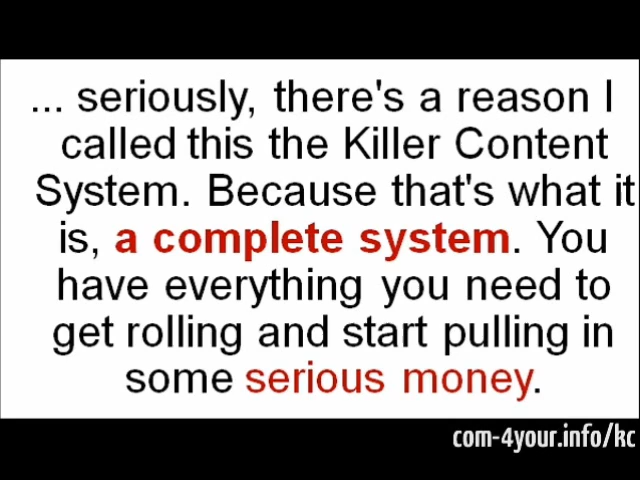 ... seriously, there's a reason I
called this the Killer Content
System. Because that's what it
is, a complete system. You
have everything you need to
get rolling and start pulling in
some serious money.
com-4your.info/kc